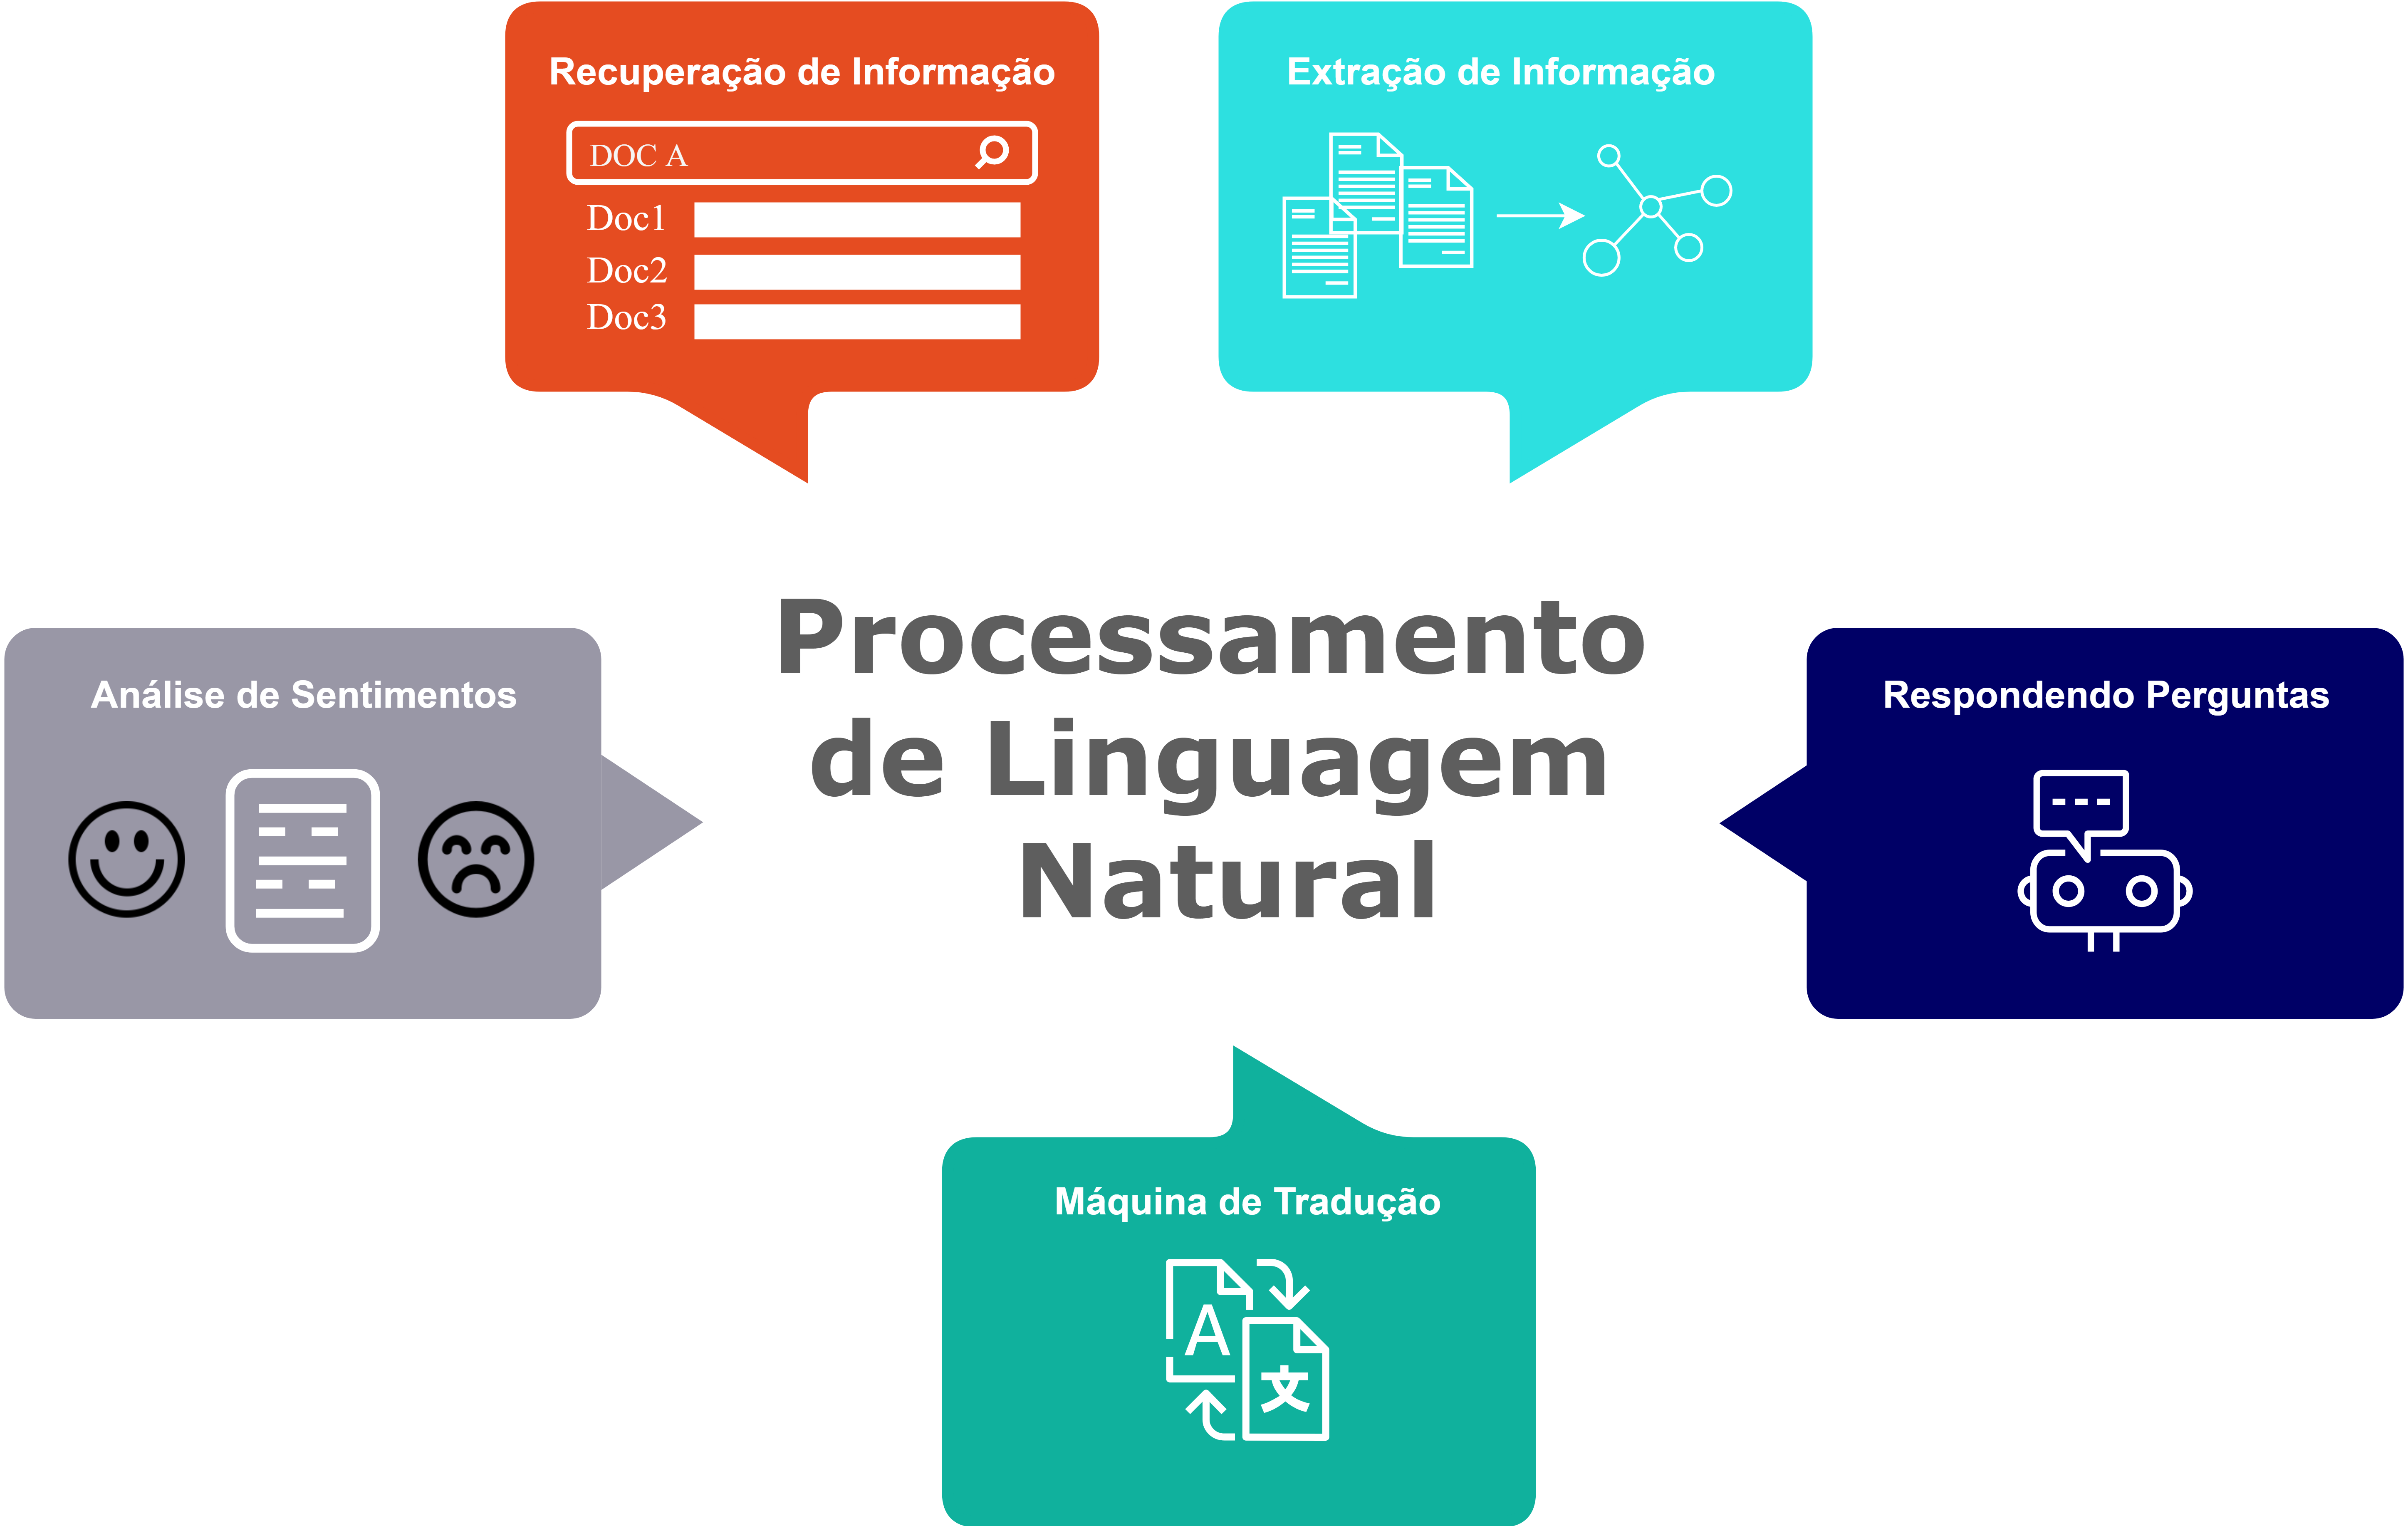 Recuperação de Informação
DOC A
Doc1
Doc2
Doc3
Extração de Informação
Processamento
de Linguagem
Natural
Análise de Sentimentos
Respondendo Perguntas
Máquina de Tradução
A
文